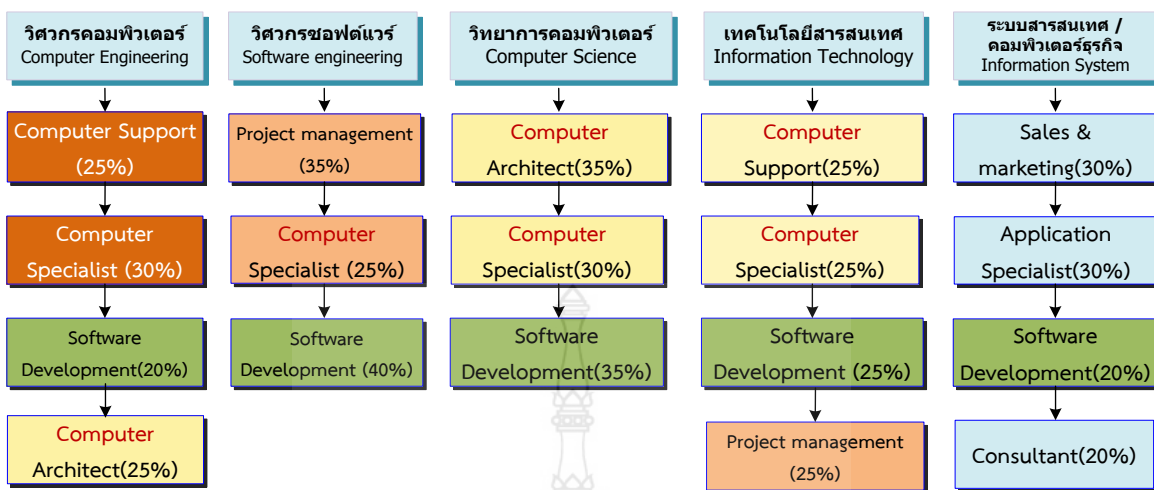 วิศวกรคอมพิวเตอร์
Computer Engineering
Computer Support
(25%)
Computer
Specialist (30%)
Software
Development(20%)
Computer
Architect(25%)
วิศวกรซอฟต์แวร์
Software engineering
Project management
(35%)
Computer
Specialist (25%)
Software
Development (40%)
วิทยาการคอมพิวเตอร์
Computer Science
Computer
Architect(35%)
Computer
Specialist(30%)
Software
Development(35%)
เทคโนโลยีสารสนเทศ
Information Technology
Computer
Support(25%)
Computer
Specialist(25%)
Software
Development (25%)
Project management
(25%)
ระบบสารสนเทศ /
คอมพิวเตอร์ธุรกิจ
Information System
Sales &
marketing(30%)
Application
Specialist(30%)
Software
Development(20%)
Consultant(20%)